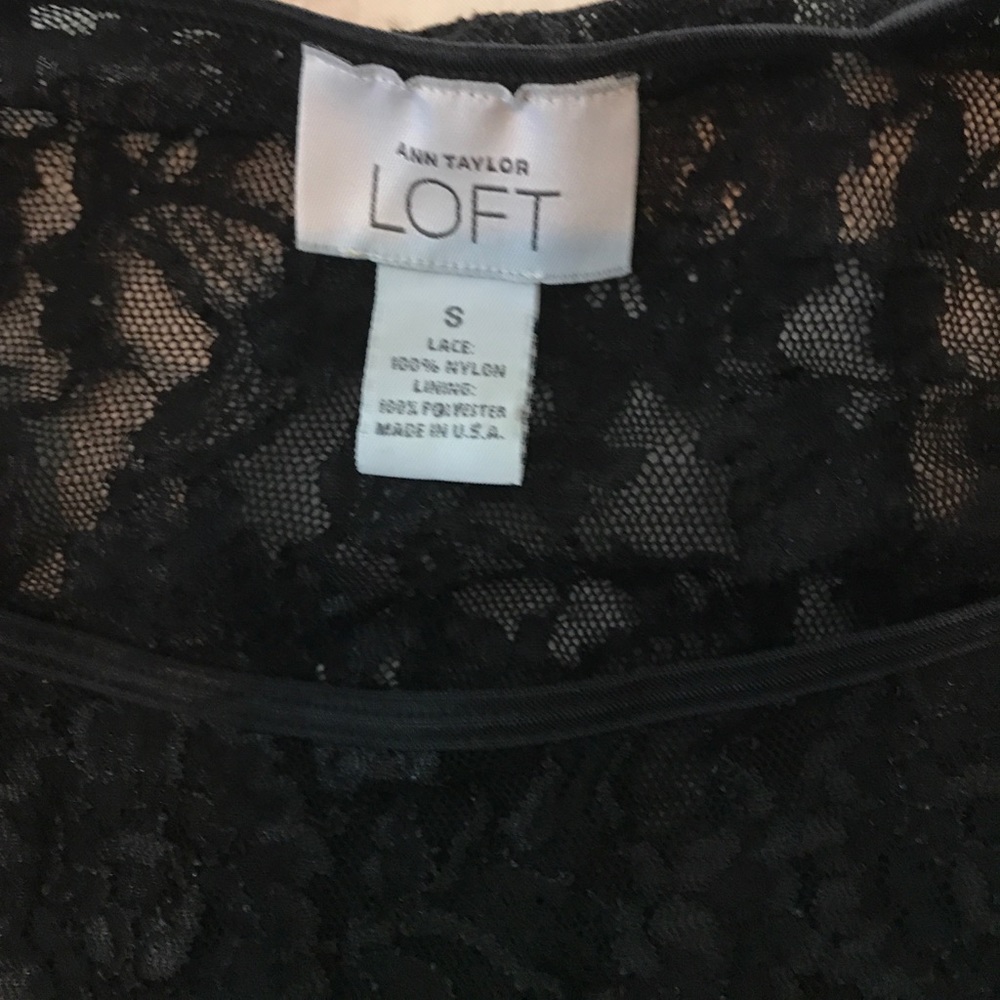 ANN TAYLOR
LOFT
S
LACE:
100% NYLON
LINING:
100% POLYESTER
MADE IN U.S.A.